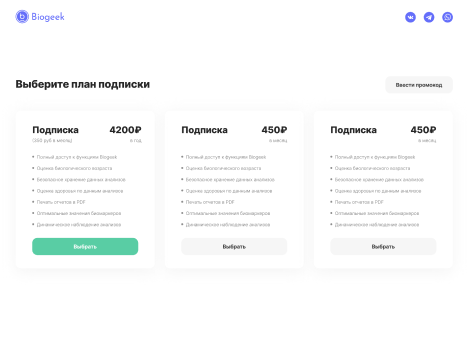 Biogeek
Выберите план подписки
Ввести промокод
Подписка 4200₽
(350 руб в месяц) в год
Полный доступ к функциям Biogeek
Оценка биологического возраста
Безопасное хранение данных анализов
Оценка здоровья по данным анализов
Печать отчетов в PDF
Оптимальные значения биомаркеров
Динамическое наблюдение анализов
Выбрать
Подписка 450₽
в месяц
Полный доступ к функциям Biogeek
Оценка биологического возраста
Безопасное хранение данных анализов
Оценка здоровья по данным анализов
Печать отчетов в PDF
Оптимальные значения биомаркеров
Динамическое наблюдение анализов
Выбрать
Подписка 450₽
в месяц
Полный доступ к функциям Biogeek
Оценка биологического возраста
Безопасное хранение данных анализов
Оценка здоровья по данным анализов
Печать отчетов в PDF
Оптимальные значения биомаркеров
Динамическое наблюдение анализов
Выбрать